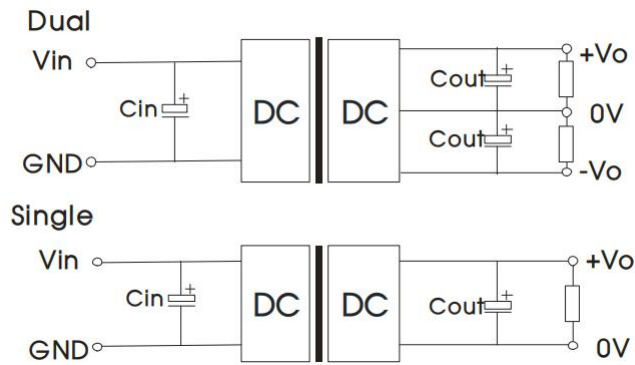 Dual
Vin
+Vo
Cout
+
Cin
+
DC
DC
0V
Cout
+
GND
-Vo
Single
Vin
+Vo
Cin
+
DC
DC
Cout
+
GND
0V